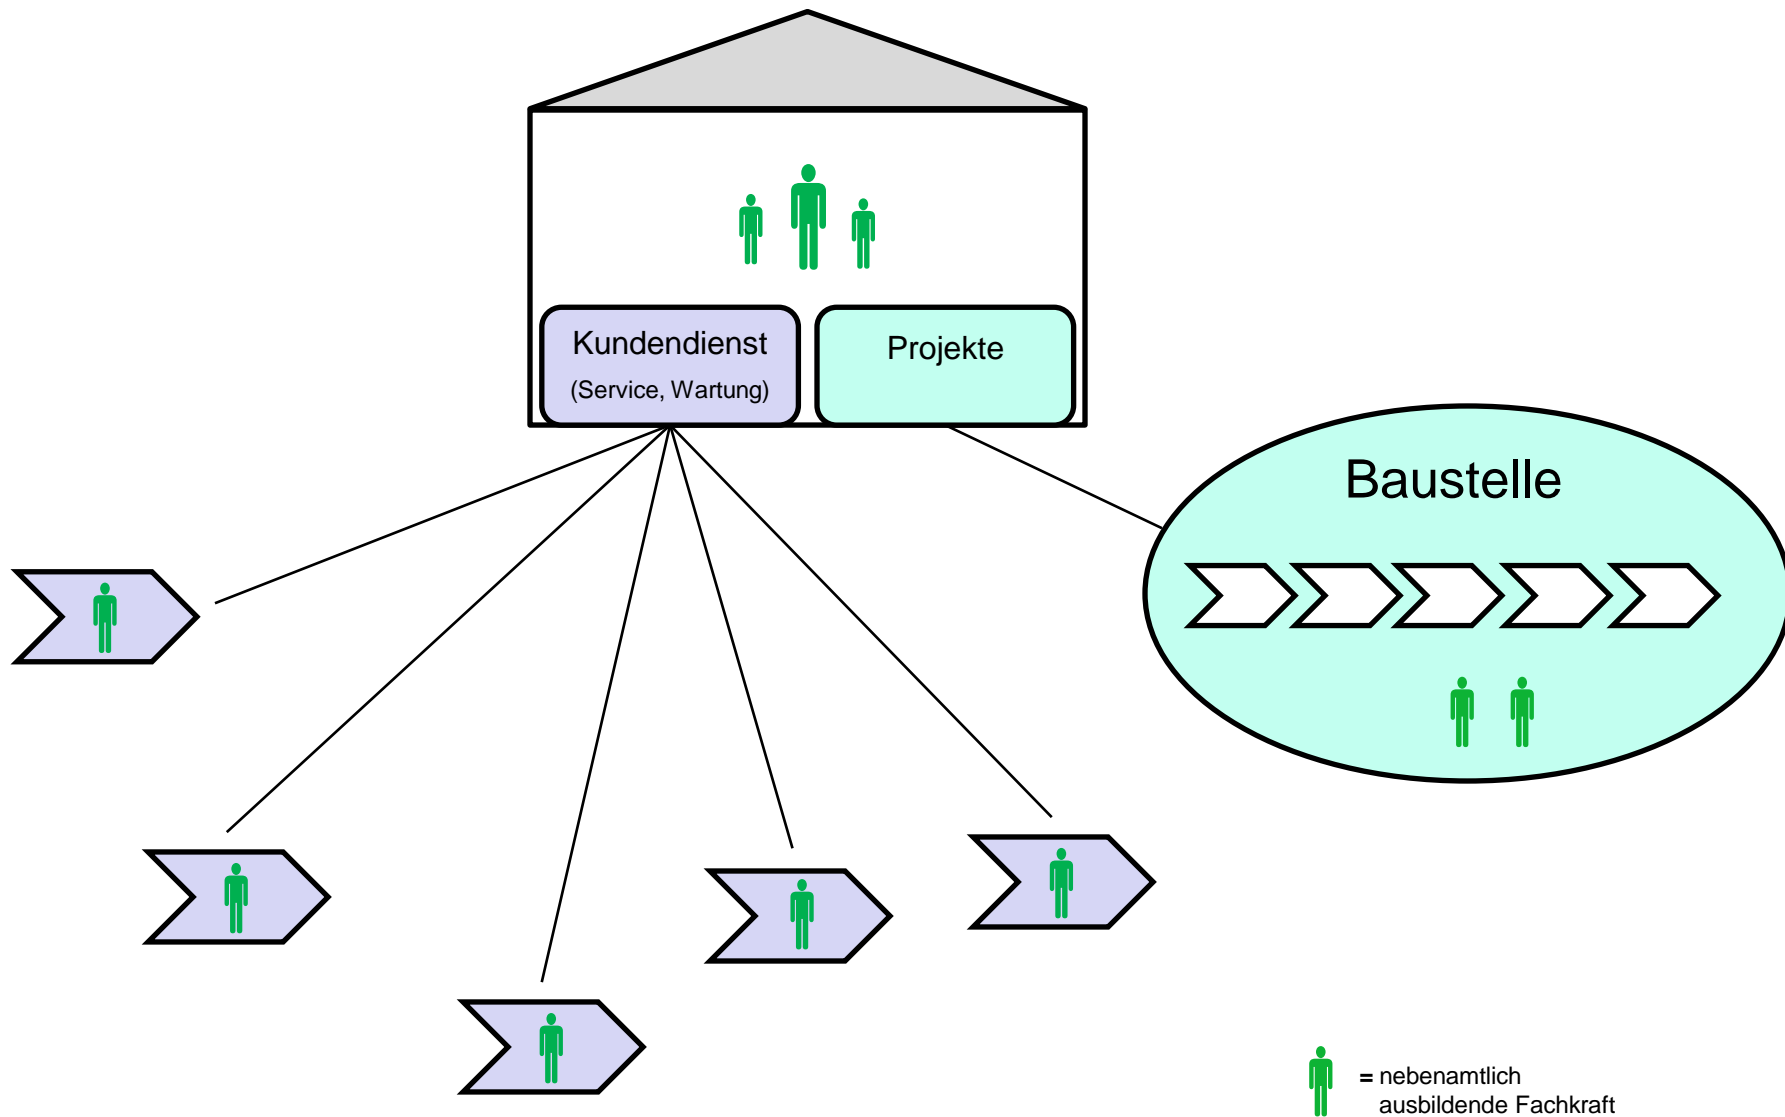 Kundendienst
(Service, Wartung)
Projekte
Baustelle
= nebenamtlich
ausbildende Fachkraft